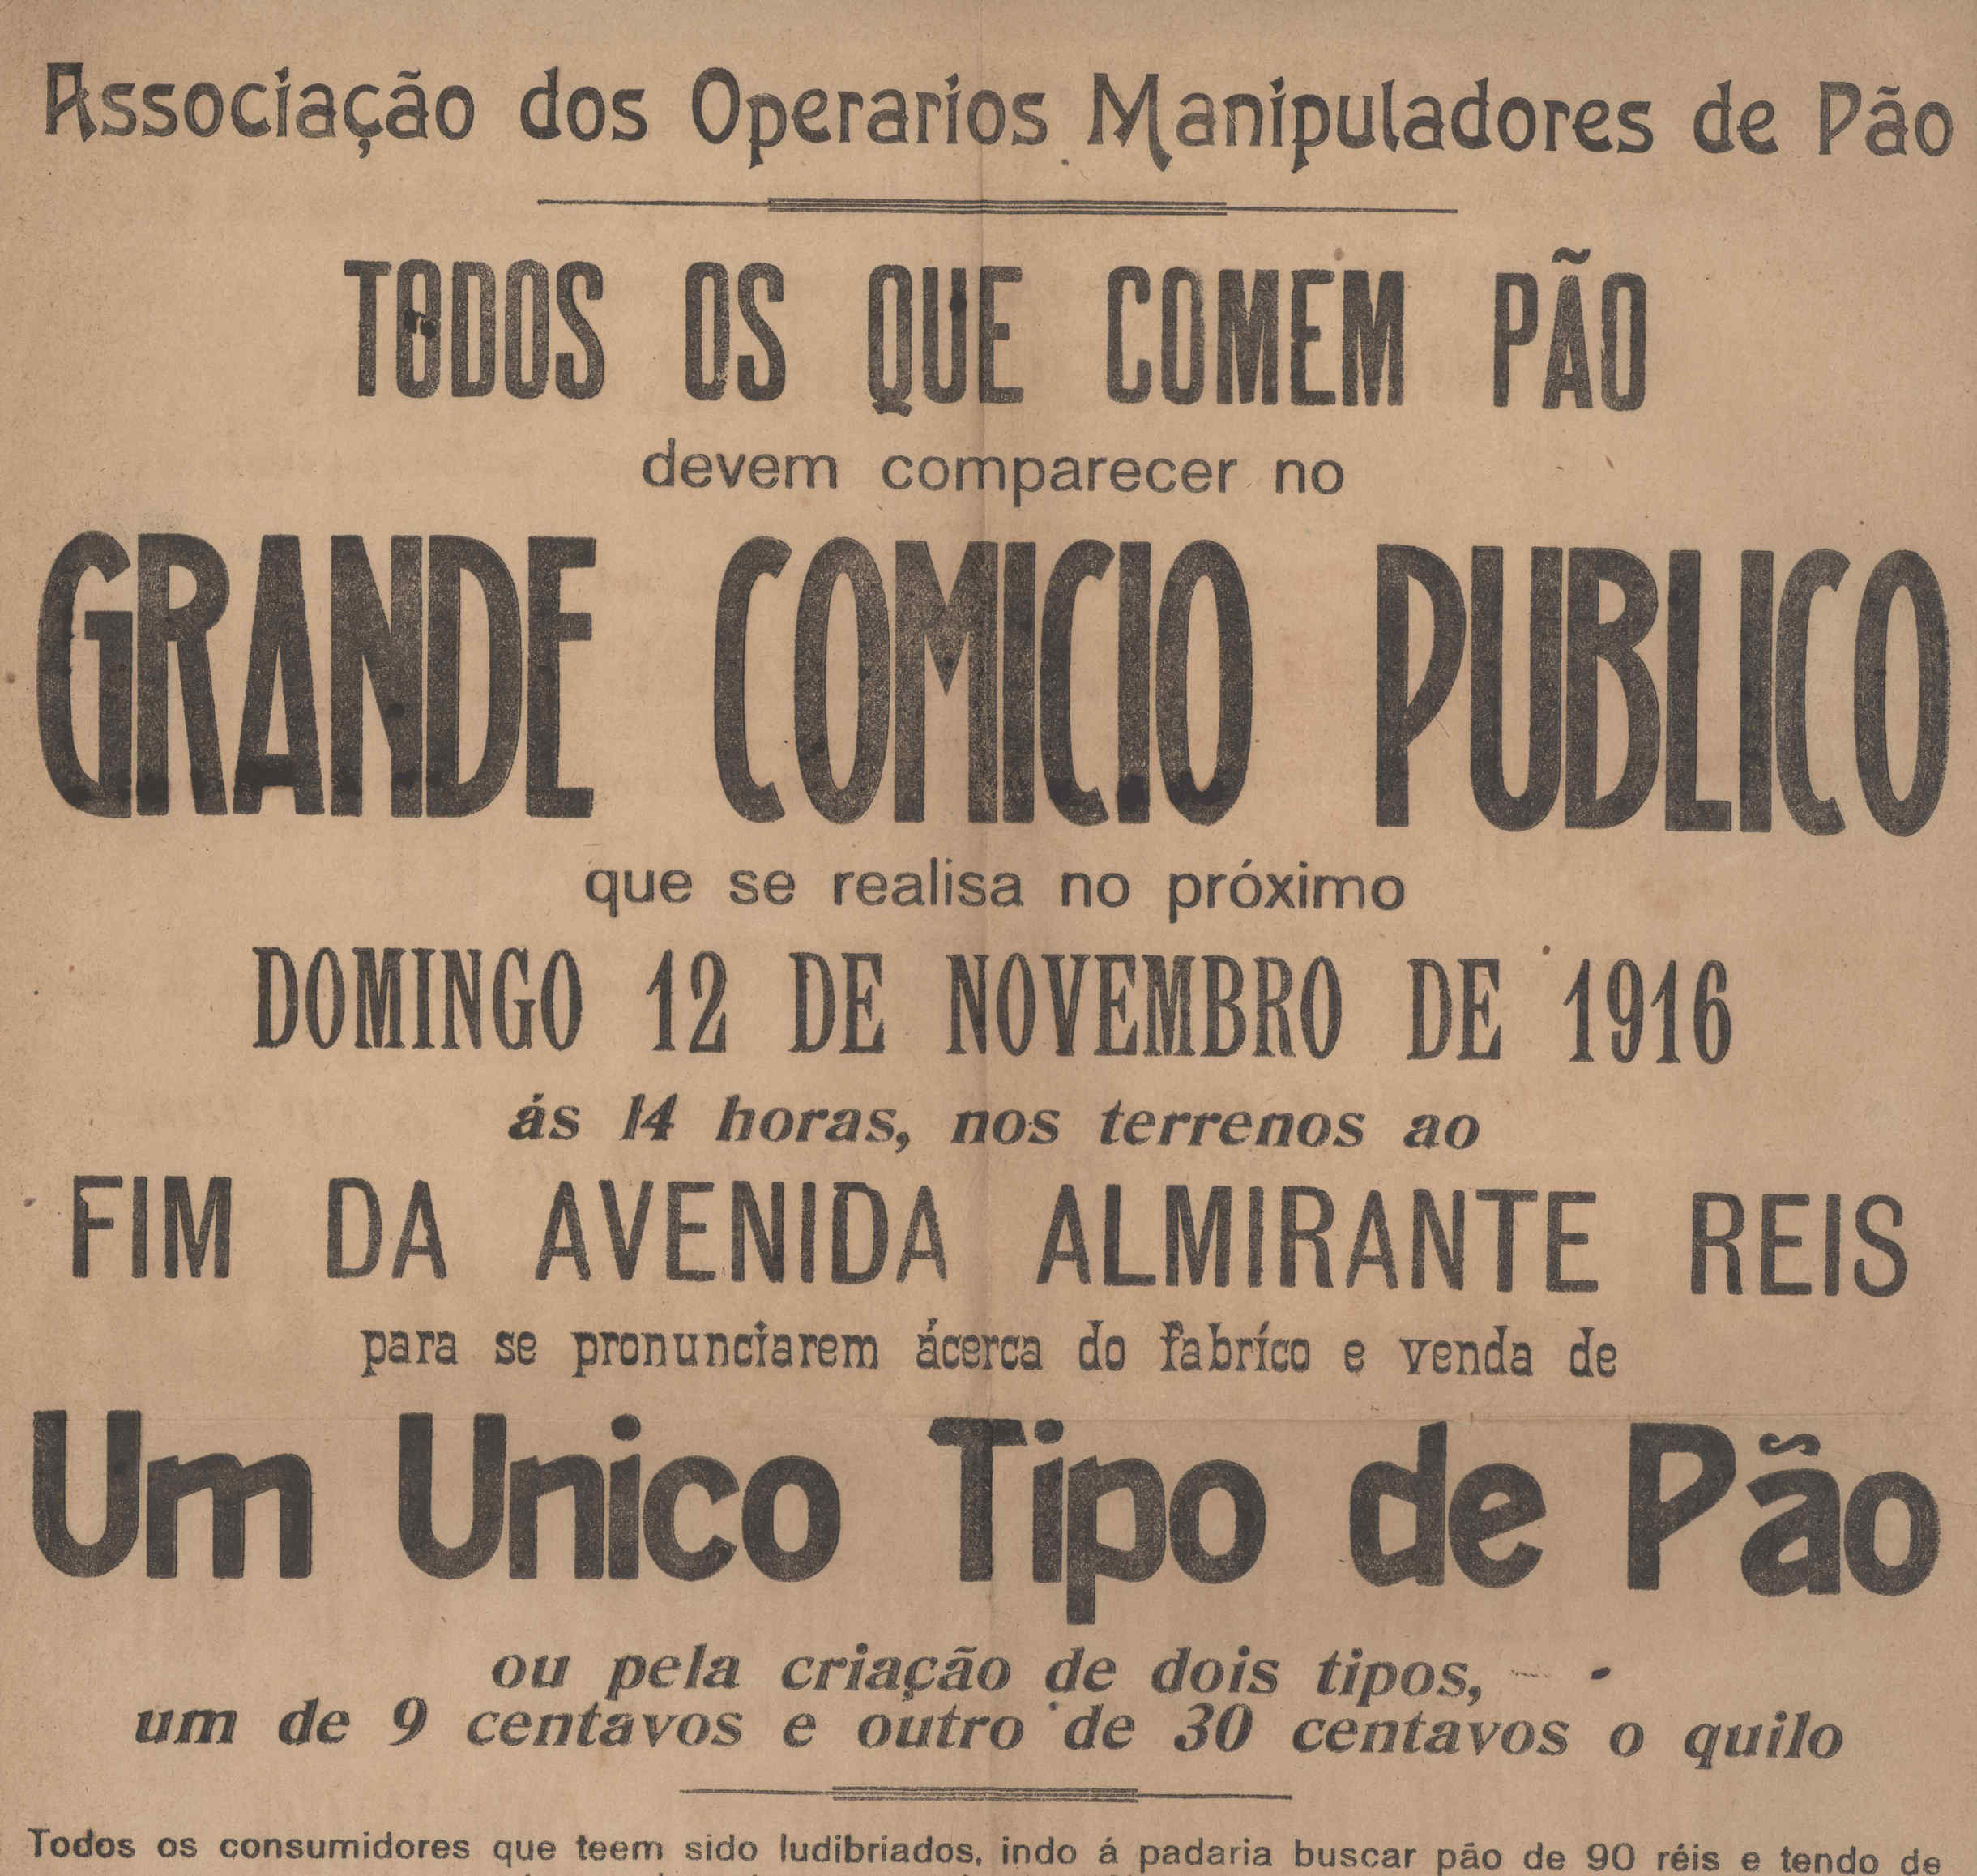 Associação dos Operarios Manipuladores de Pão
TODOS OS QUE COMEM PÃO
devem comparecer no
GRANDE COMICIO PUBLICO
que se realisa no próximo
DOMINGO 12 DE NOVEMBRO DE 1916
ás 14 horas, nos terrenos ao
FIM DA AVENIDA ALMIRANTE REIS
para se pronunciarem ácerca do fabríco e venda de
Um Unico Tipo de Pão
ou pela criação de dois tipos,
um de 9 centavos e outro de 30 centavos o quilo
Todos os consumidores que teem sido ludibriados, indo á padaria buscar pão de 90 réis e tendo de